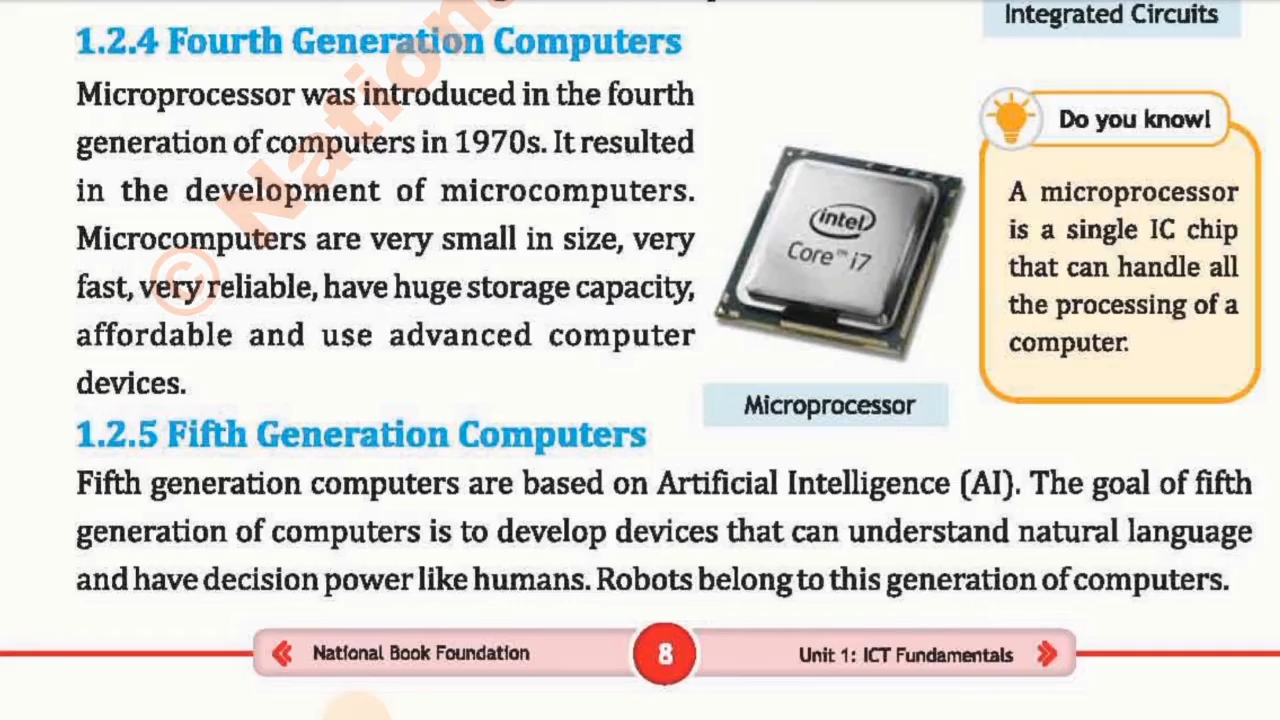 Integrated Circuits
1.2.4 Fourth Generation Computers
Microprocessor was introduced in the fourth
generation of computers in 1970s. It resulted
in the development of microcomputers.
Microcomputers are very small in size, very
fast, very reliable, have huge storage capacity,
affordable and use advanced computer
devices.
intel
Core™ i7
Microprocessor
Do you know!
A microprocessor
is a single IC chip
that can handle all
the processing of a
computer.
1.2.5 Fifth Generation Computers
Fifth generation computers are based on Artificial Intelligence (AI). The goal of fifth
generation of computers is to develop devices that can understand natural language
and have decision power like humans. Robots belong to this generation of computers.
National Book Foundation
8
Unit 1: ICT Fundamentals
© Nationa